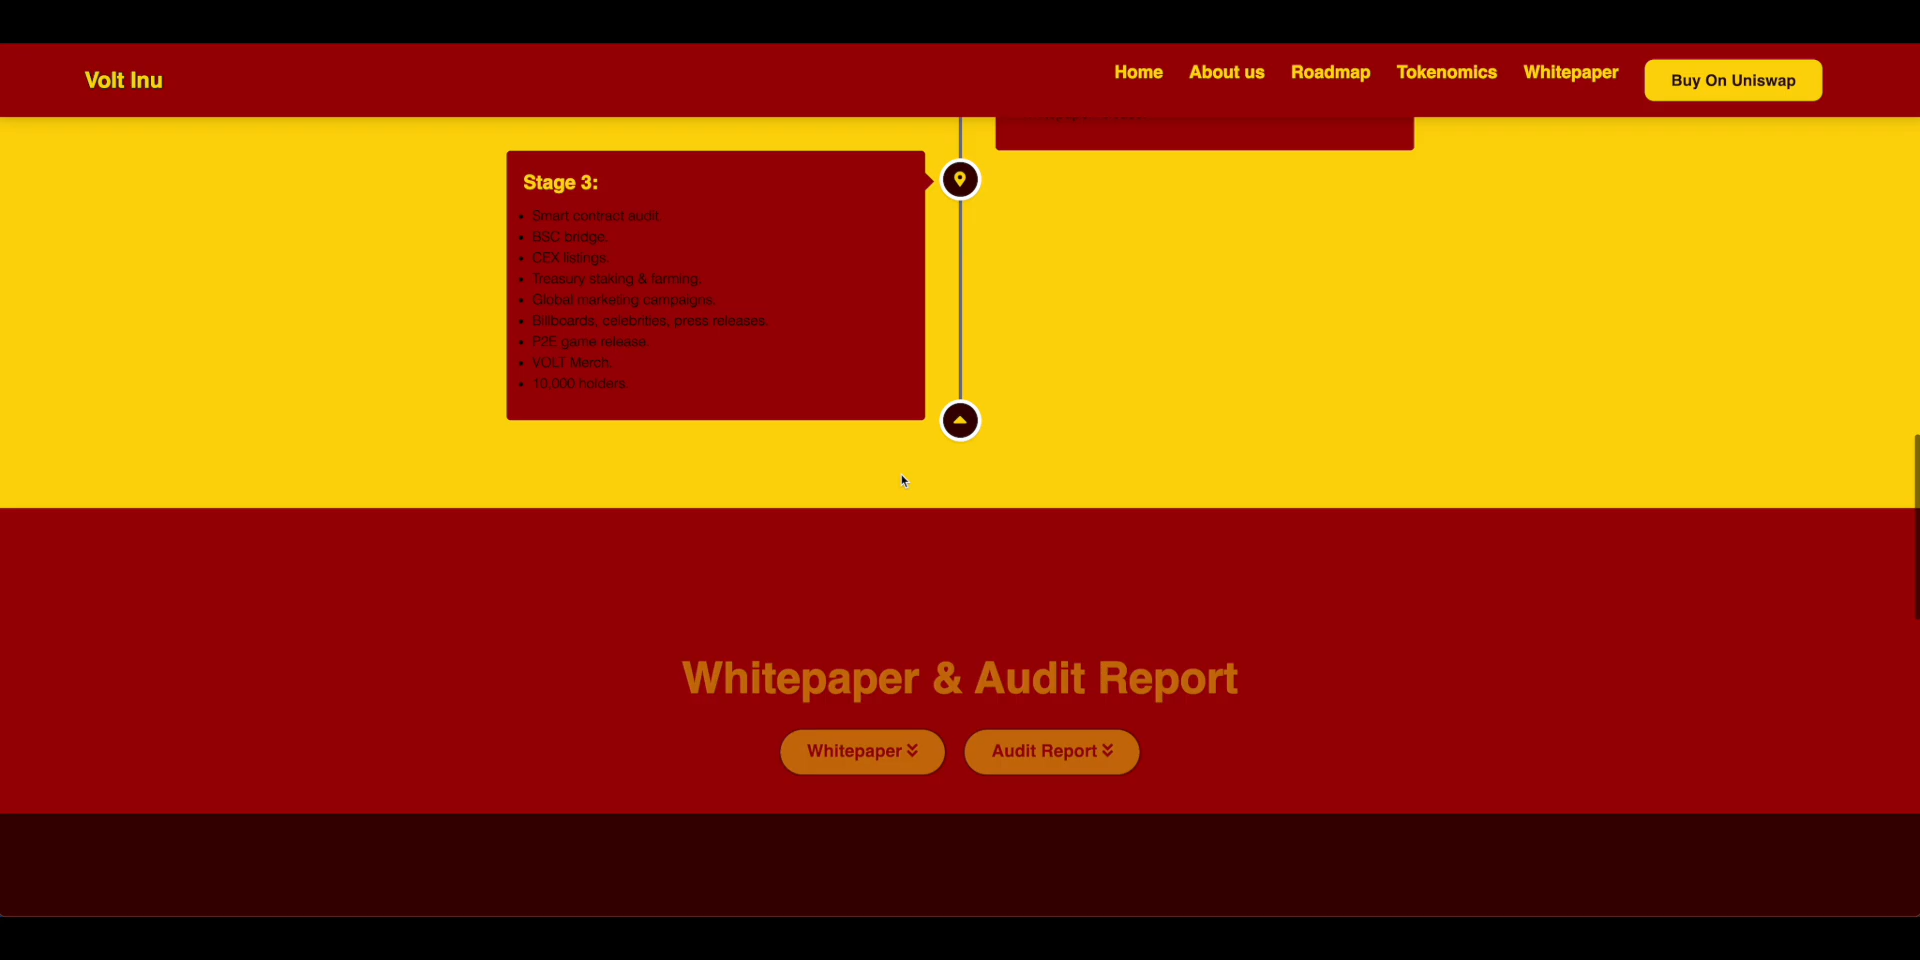 Volt Inu
Home About us Roadmap Tokenomics Whitepaper Buy On Uniswap
Stage 3:
Smart contract audit.
BSC bridge.
CEX listings.
Treasury staking & farming.
Global marketing campaigns.
Billboards, celebrities, press releases.
P2E game release.
VOLT Merch.
10,000 holders.
Whitepaper & Audit Report
Whitepaper
Audit Report